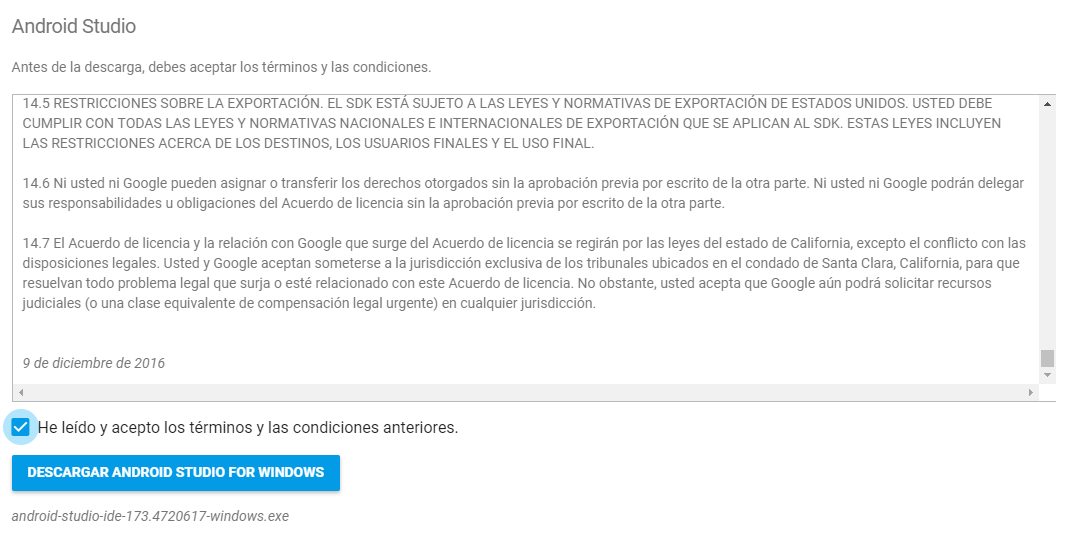 Android Studio
Antes de la descarga, debes aceptar los términos y las condiciones.
14.5 RESTRICCIONES SOBRE LA EXPORTACIÓN. EL SDK ESTÁ SUJETO A LAS LEYES Y NORMATIVAS DE EXPORTACIÓN DE ESTADOS UNIDOS. USTED DEBE
CUMPLIR CON TODAS LAS LEYES Y NORMATIVAS NACIONALES E INTERNACIONALES DE EXPORTACIÓN QUE SE APLICAN AL SDK. ESTAS LEYES INCLUYEN
LAS RESTRICCIONES ACERCA DE LOS DESTINOS, LOS USUARIOS FINALES Y EL USO FINAL.
14.6 Ni usted ni Google pueden asignar o transferir los derechos otorgados sin la aprobación previa por escrito de la otra parte. Ni usted ni Google podrán delegar
sus responsabilidades u obligaciones del Acuerdo de licencia sin la aprobación previa por escrito de la otra parte.
14.7 El Acuerdo de licencia y la relación con Google que surge del Acuerdo de licencia se regirán por las leyes del estado de California, excepto el conflicto con las
disposiciones legales. Usted y Google aceptan someterse a la jurisdicción exclusiva de los tribunales ubicados en el condado de Santa Clara, California, para que
resuelvan todo problema legal que surja o esté relacionado con este Acuerdo de licencia. No obstante, usted acepta que Google aún podrá solicitar recursos
judiciales (o una clase equivalente de compensación legal urgente) en cualquier jurisdicción.
9 de diciembre de 2016
He leído y acepto los términos y las condiciones anteriores.
DESCARGAR ANDROID STUDIO FOR WINDOWS
android-studio-ide-173.4720617-windows.exe